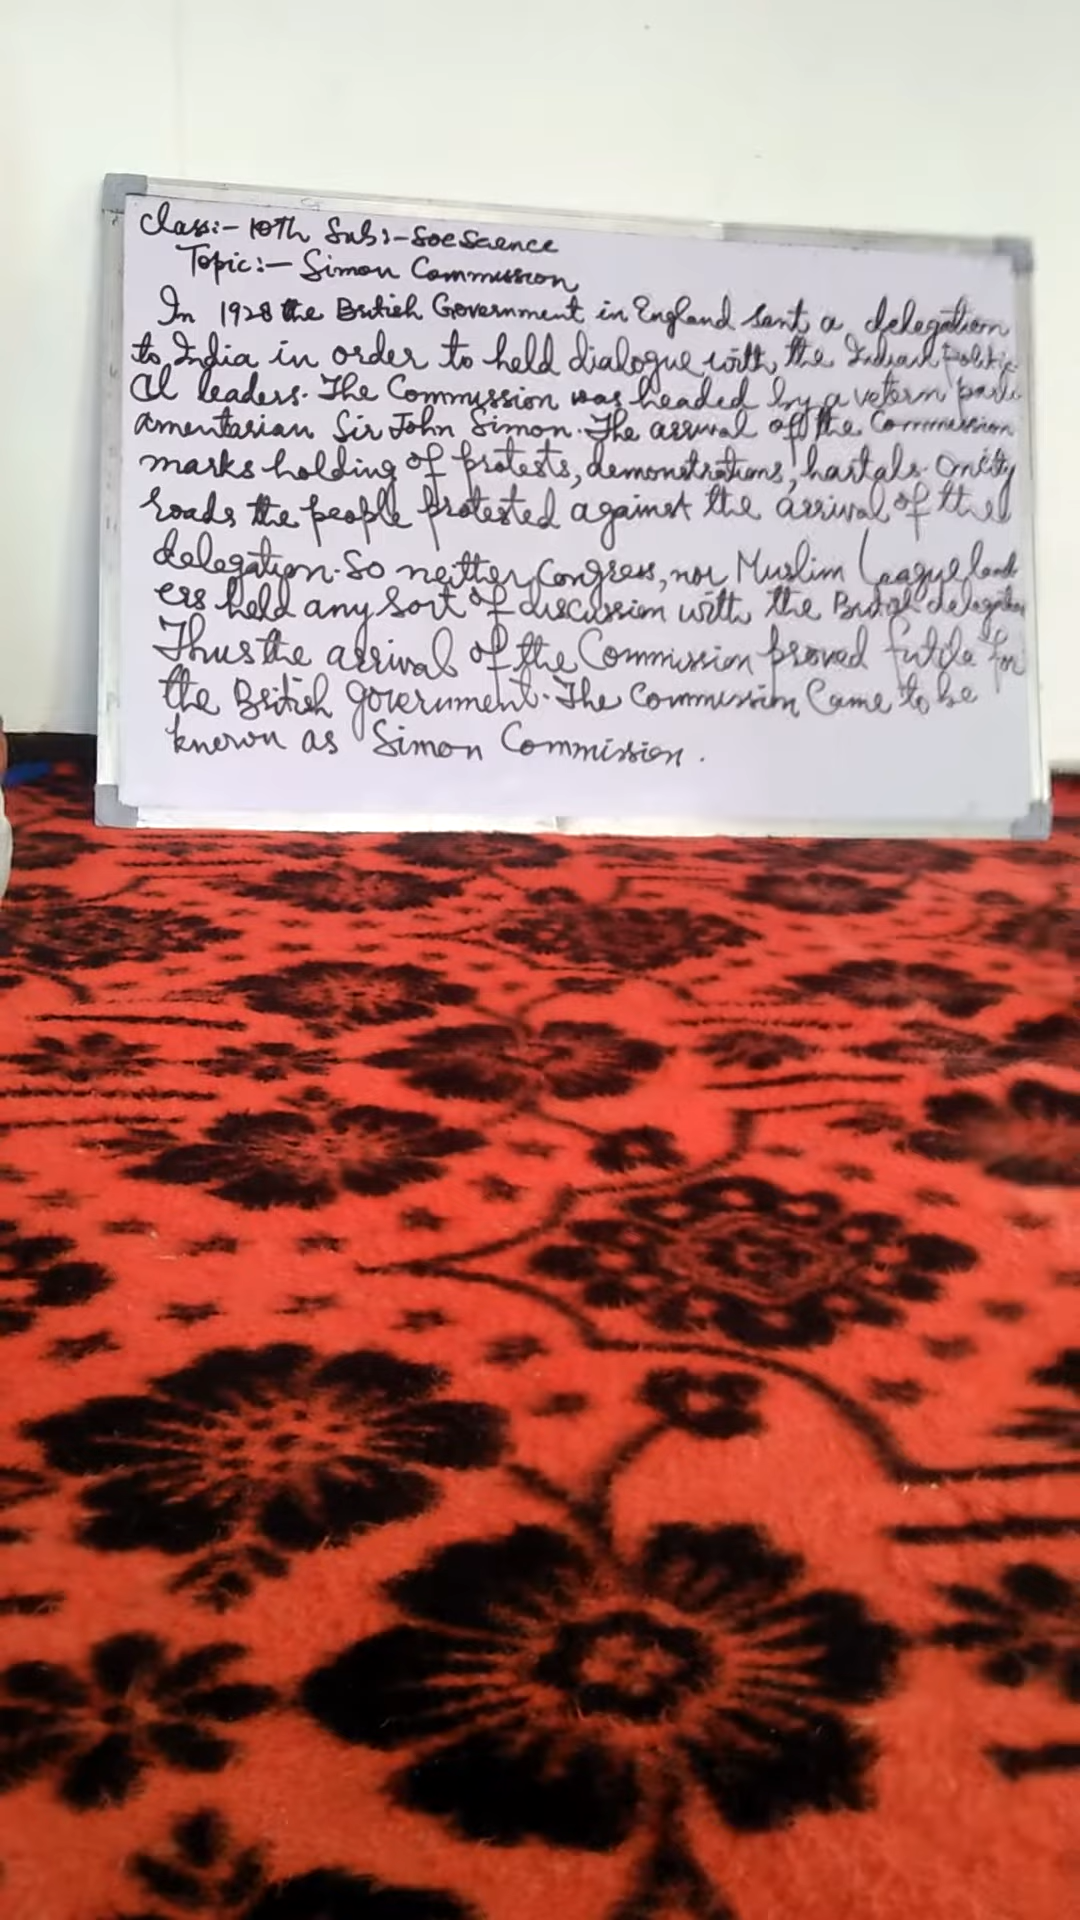 Class:- 10th Sub:- Soc Science
Topic:- Simon Commission
In 1928 the British Government in England sent a delegation
to India in order to held dialogue with the Indian politic
al leaders. The Commission was headed by a vetern parli
amentarian Sir John Simon. The arrival of the Commission
marks holding of protests, demonstrations, hartals. On city
roads the people protested against the arrival of the
delegation. So neither Congress, nor Muslim League lead
ers held any sort of discussion with the British delegation
Thus the arrival of the Commission proved futile for
the British government. The Commission Came to be
known as Simon Commission.